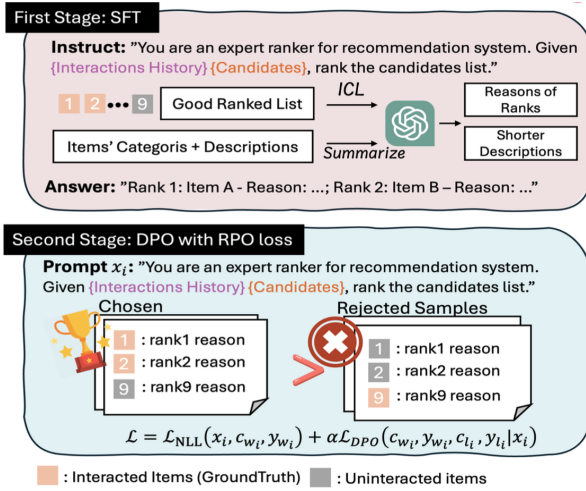 First Stage: SFT
Instruct: ”You are an expert ranker for recommendation system. Given
{Interactions History} {Candidates}, rank the candidates list.”
1 2 ••• 9 Good Ranked List
ICL
Reasons of
Ranks
Items’ Categoris + Descriptions
Summarize
Shorter
Descriptions
Answer: ”Rank 1: Item A - Reason: ...; Rank 2: Item B – Reason: ...”
Second Stage: DPO with RPO loss
Prompt xᵢ: ”You are an expert ranker for recommendation system.
Given {Interactions History} {Candidates}, rank the candidates list.”
Chosen
1 : rank1 reason
2 : rank2 reason
9 : rank9 reason
>
Rejected Samples
1 : rank1 reason
2 : rank2 reason
9 : rank9 reason
ℒ = ℒ_NLL(x_i, c_{w_i}, y_{w_i}) + αℒ_DPO(c_{w_i}, y_{w_i}, c_{l_i}, y_{l_i}|x_i)
: Interacted Items (GroundTruth) : Uninteracted items